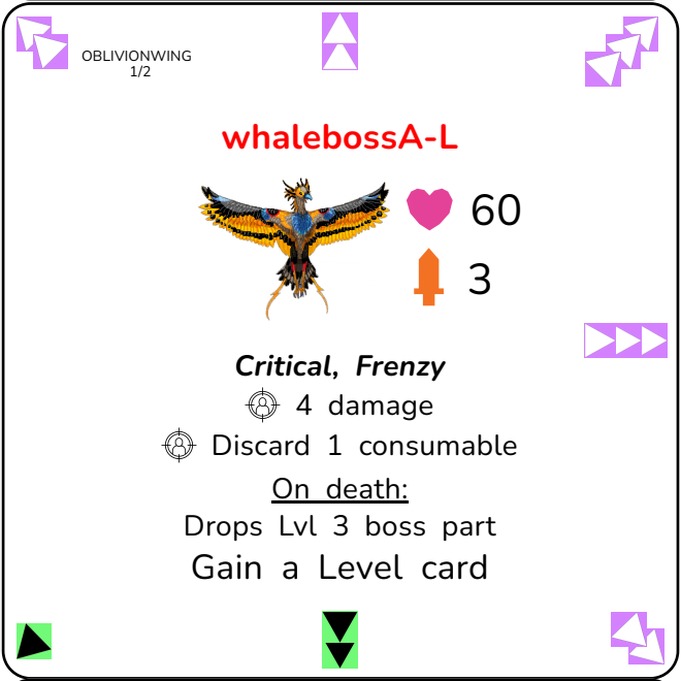 OBLIVIONWING
1/2
whalebossA-L
60
3
Critical, Frenzy
4 damage
Discard 1 consumable
On death:
Drops Lvl 3 boss part
Gain a Level card